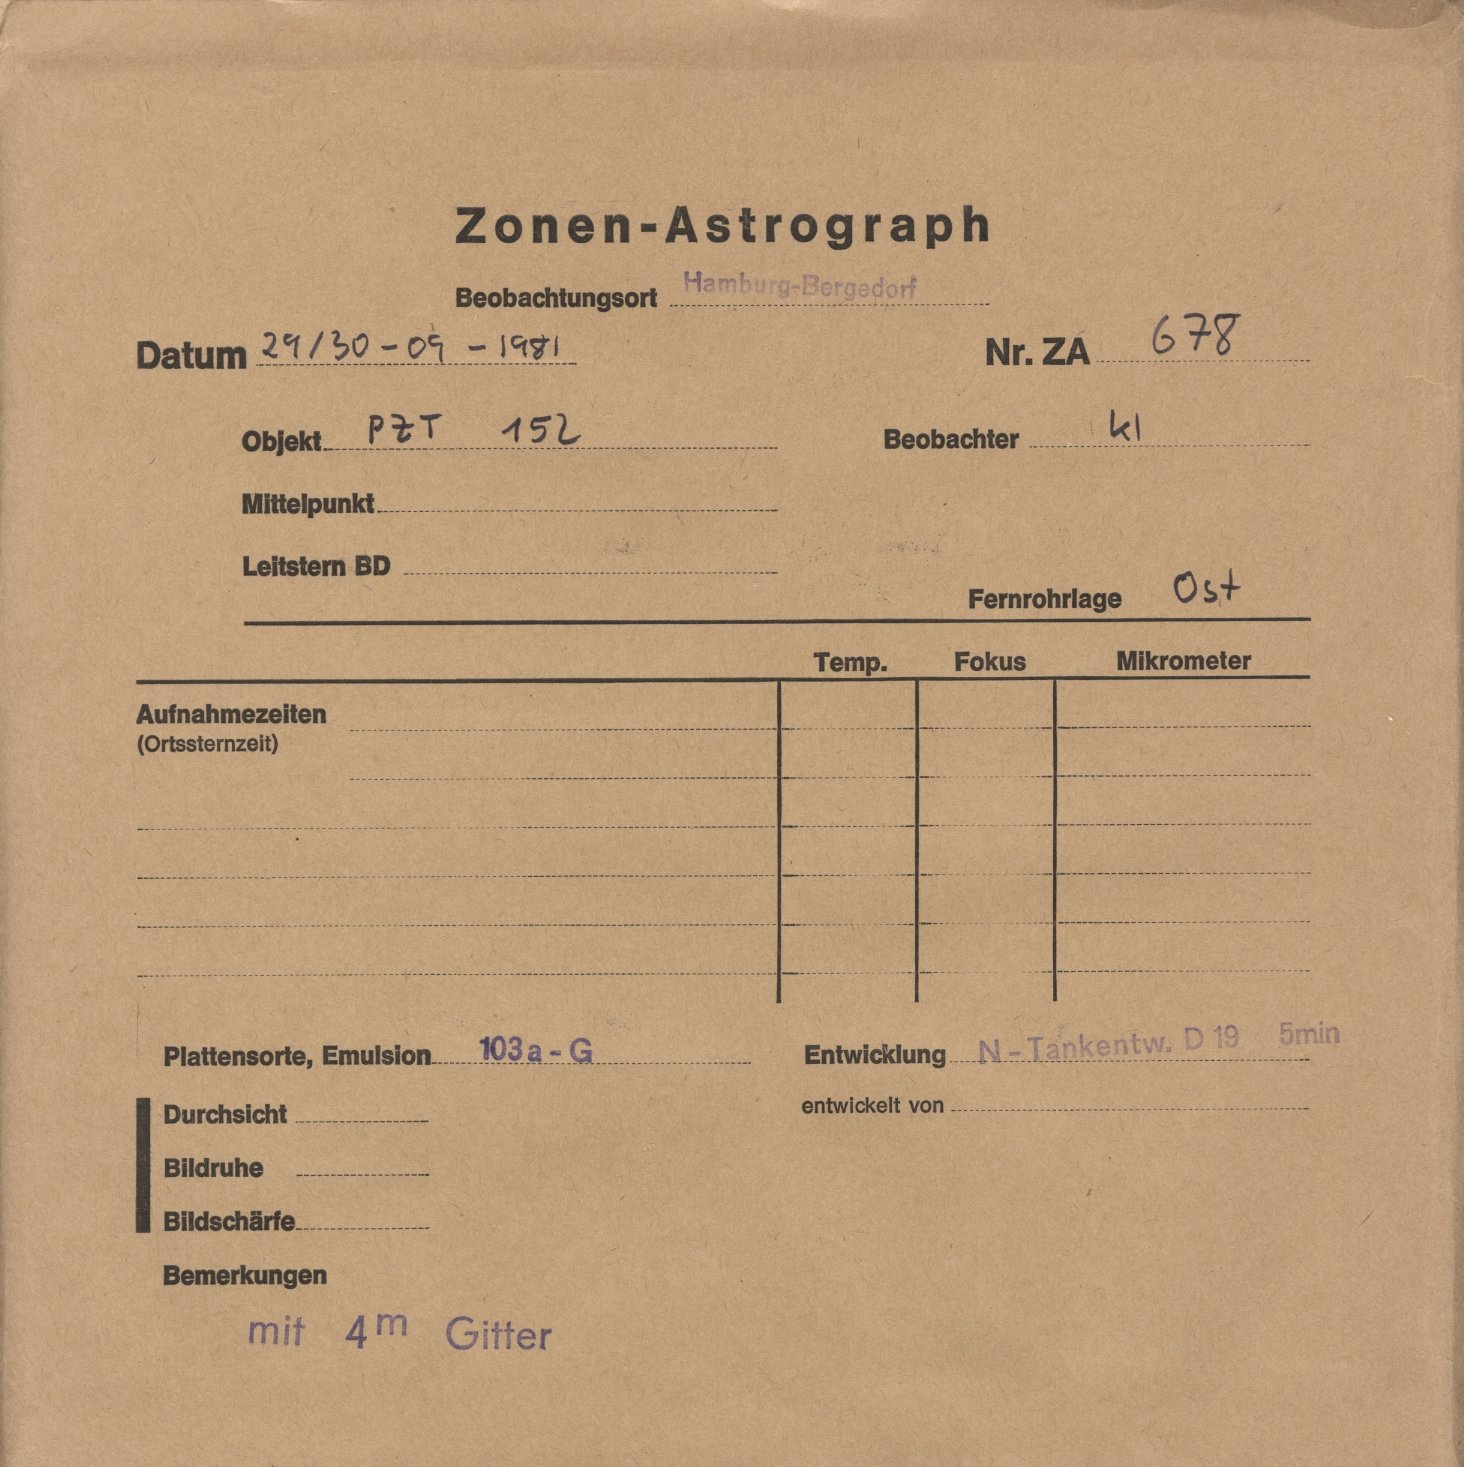 Zonen-Astrograph
Beobachtungsort Hamburg-Bergedorf
Datum 29/30-09-1981 Nr. ZA 678
Objekt PZT 152 Beobachter kl
Mittelpunkt
Leitstern BD
Fernrohrlage Ost
Temp. Fokus Mikrometer
Aufnahmezeiten
(Ortssternzeit)
Plattensorte, Emulsion 103a-G Entwicklung N-Tankentw. D 19 5min
Durchsicht entwickelt von
Bildruhe
Bildschärfe
Bemerkungen
mit 4m Gitter